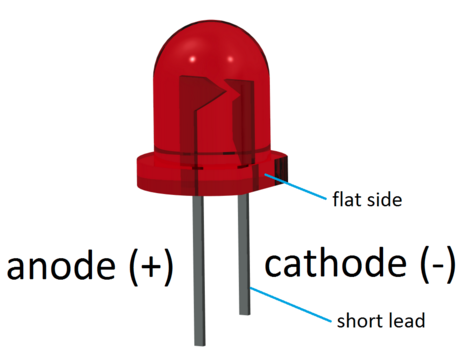 flat side
anode (+)
cathode (-)
short lead